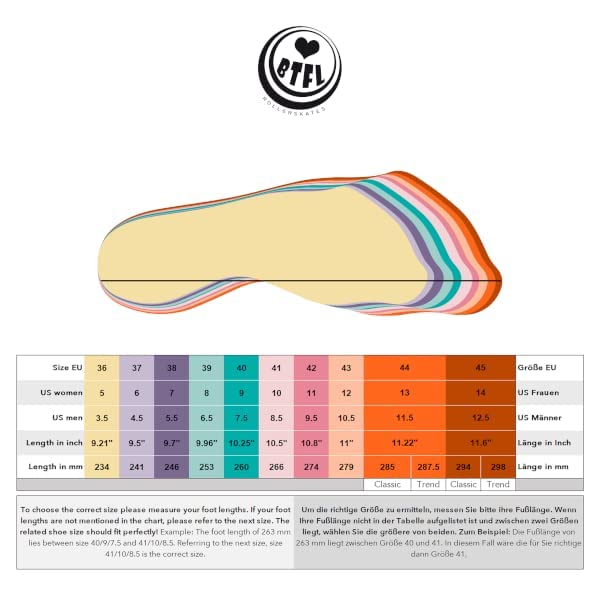 BTFL
ROLLERSKATES
Size EU 36 37 38 39 40 41 42 43 44 45 Größe EU
US women 5 6 7 8 9 10 11 12 13 14 US Frauen
US men 3.5 4.5 5.5 6.5 7.5 8.5 9.5 10.5 11.5 12.5 US Männer
Length in inch 9.21" 9.5" 9.7" 9.96" 10.25" 10.5" 10.8" 11" 11.22" 11.6" Länge in Inch
Length in mm 234 241 246 253 260 266 274 279 285 287.5 294 298 Länge in mm
Classic Trend Classic Trend
To choose the correct size please measure your foot lengths. If your foot
lengths are not mentioned in the chart, please refer to the next size. The
related shoe size should fit perfectly! Example: The foot length of 263 mm
lies between size 40/9/7.5 and 41/10/8.5. Referring to the next size, size
41/10/8.5 is the correct size.
Um die richtige Größe zu ermitteln, messen Sie bitte ihre Fußlänge. Wenn
Ihre Fußlänge nicht in der Tabelle aufgelistet ist und zwischen zwei Größen
liegt, wählen Sie die größere von beiden. Zum Beispiel: Die Fußlänge von
263 mm liegt zwischen Größe 40 und 41. In diesem Fall wäre die für Sie richtige
dann Größe 41.